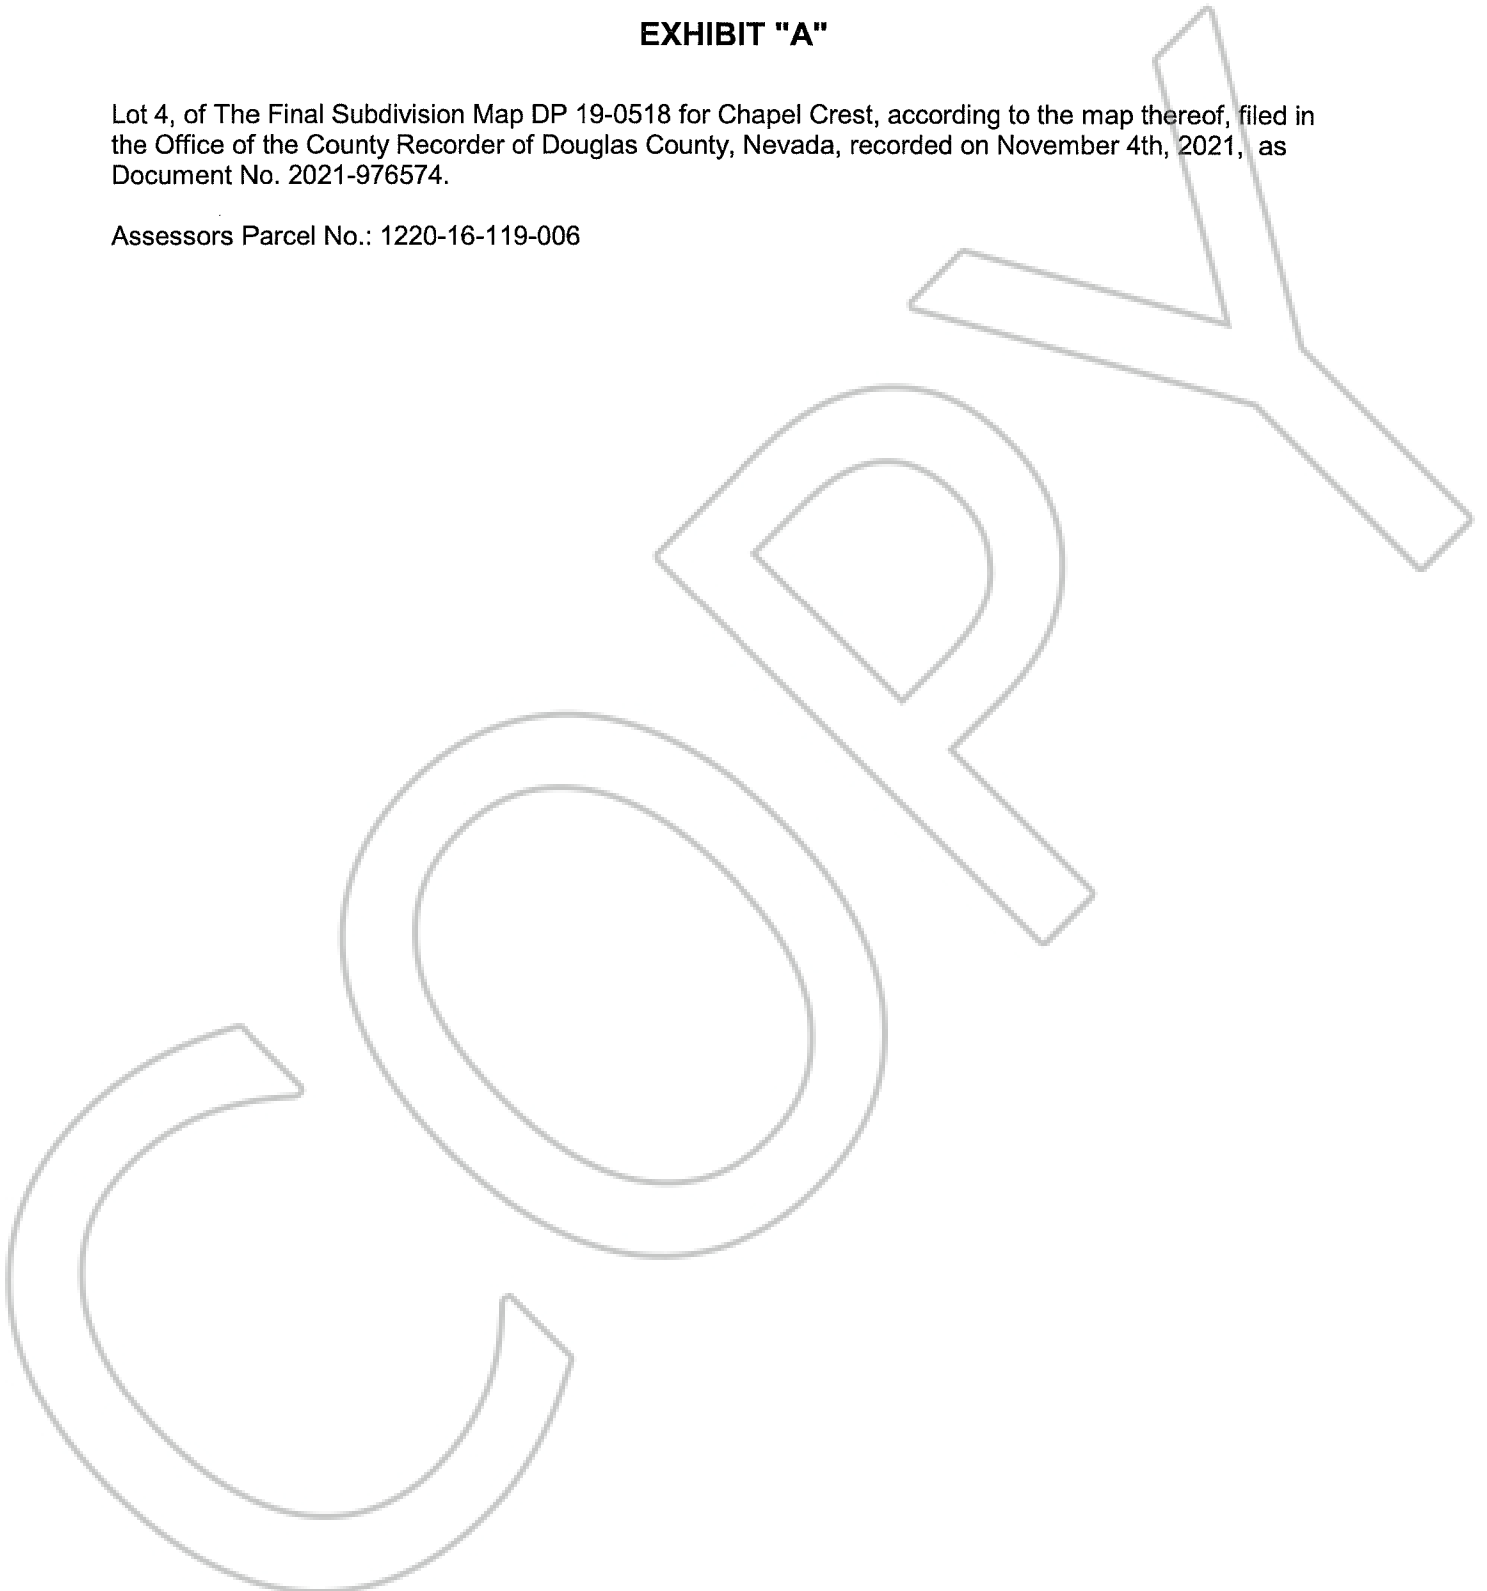 EXHIBIT "A"
Lot 4, of The Final Subdivision Map DP 19-0518 for Chapel Crest, according to the map thereof, filed in
the Office of the County Recorder of Douglas County, Nevada, recorded on November 4th, 2021, as
Document No. 2021-976574.
Assessors Parcel No.: 1220-16-119-006
COPY